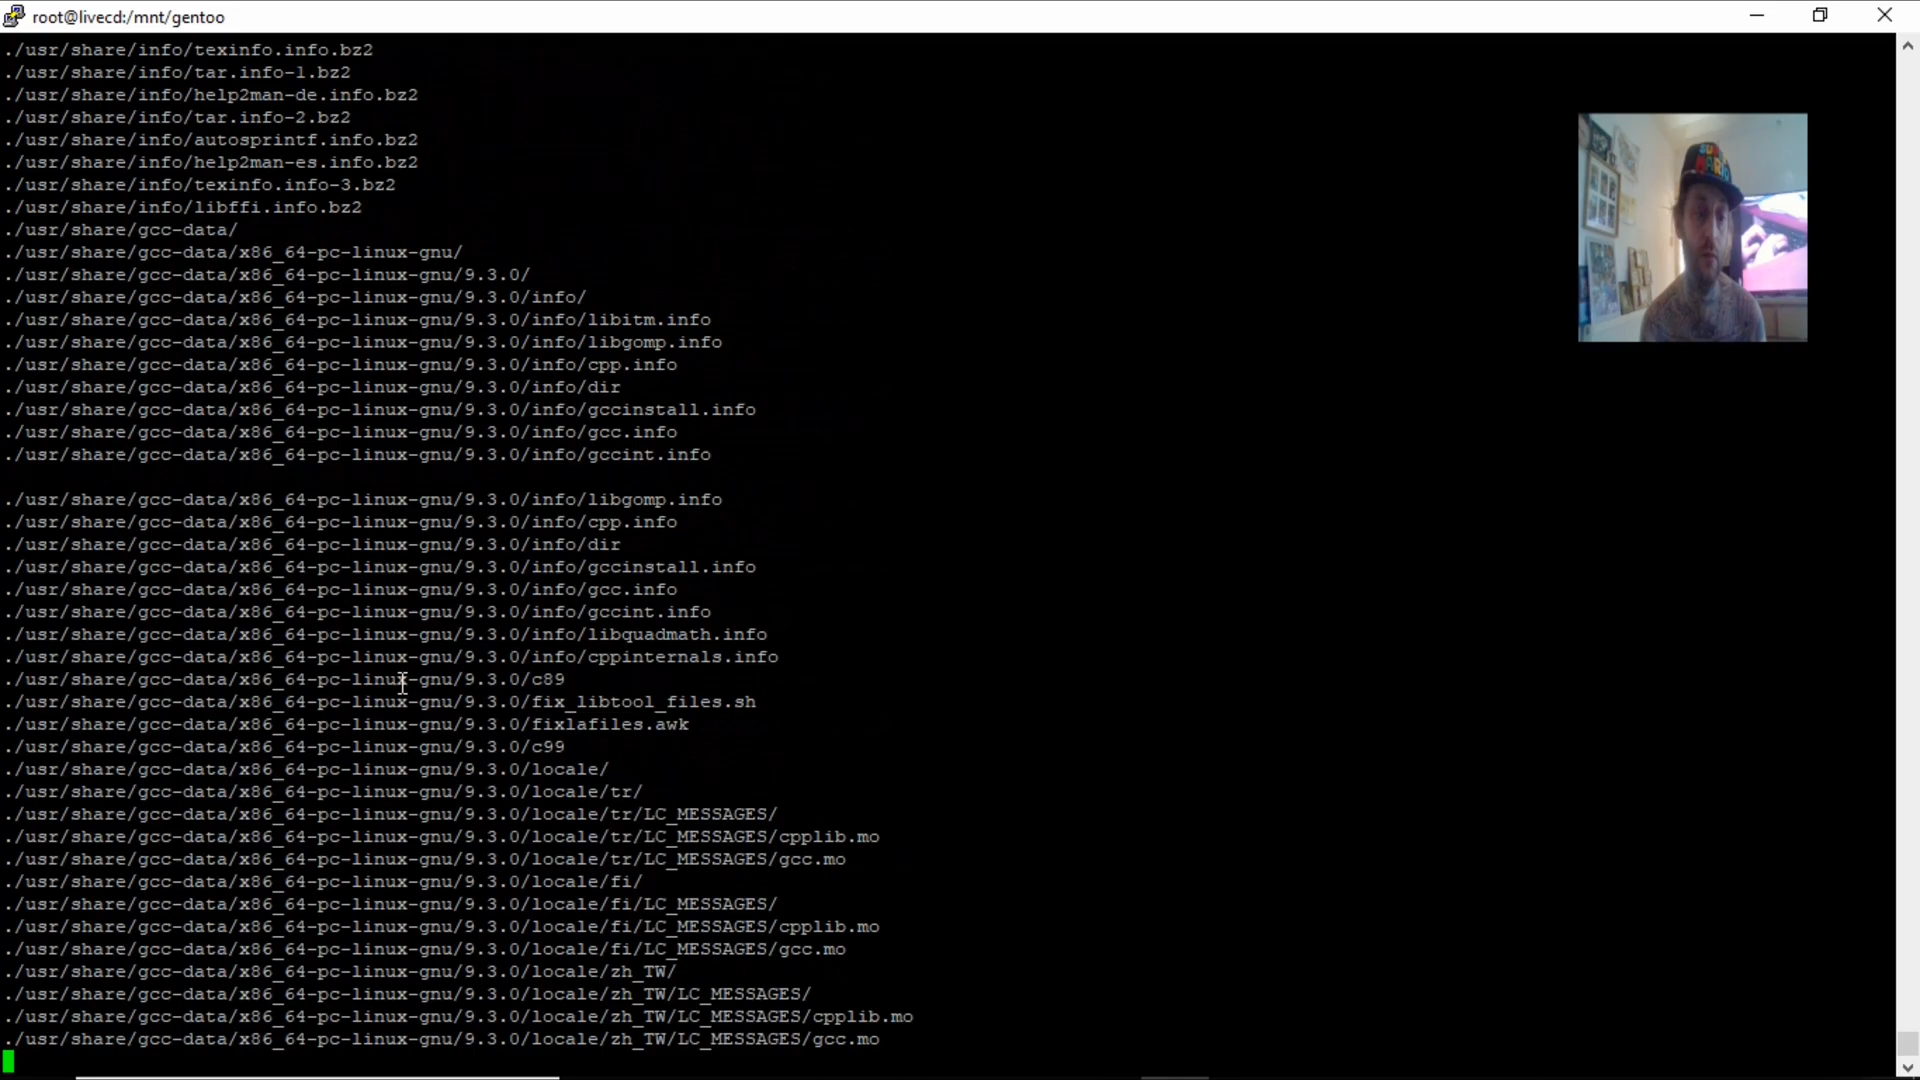 root@livecd:/mnt/gentoo
./usr/share/info/texinfo.info.bz2
./usr/share/info/tar.info-1.bz2
./usr/share/info/help2man-de.info.bz2
./usr/share/info/tar.info-2.bz2
./usr/share/info/autosprintf.info.bz2
./usr/share/info/help2man-es.info.bz2
./usr/share/info/texinfo.info-3.bz2
./usr/share/info/libffi.info.bz2
./usr/share/gcc-data/
./usr/share/gcc-data/x86_64-pc-linux-gnu/
./usr/share/gcc-data/x86_64-pc-linux-gnu/9.3.0/
./usr/share/gcc-data/x86_64-pc-linux-gnu/9.3.0/info/
./usr/share/gcc-data/x86_64-pc-linux-gnu/9.3.0/info/libitm.info
./usr/share/gcc-data/x86_64-pc-linux-gnu/9.3.0/info/libgomp.info
./usr/share/gcc-data/x86_64-pc-linux-gnu/9.3.0/info/cpp.info
./usr/share/gcc-data/x86_64-pc-linux-gnu/9.3.0/info/dir
./usr/share/gcc-data/x86_64-pc-linux-gnu/9.3.0/info/gccinstall.info
./usr/share/gcc-data/x86_64-pc-linux-gnu/9.3.0/info/gcc.info
./usr/share/gcc-data/x86_64-pc-linux-gnu/9.3.0/info/gccint.info
./usr/share/gcc-data/x86_64-pc-linux-gnu/9.3.0/info/libgomp.info
./usr/share/gcc-data/x86_64-pc-linux-gnu/9.3.0/info/cpp.info
./usr/share/gcc-data/x86_64-pc-linux-gnu/9.3.0/info/dir
./usr/share/gcc-data/x86_64-pc-linux-gnu/9.3.0/info/gccinstall.info
./usr/share/gcc-data/x86_64-pc-linux-gnu/9.3.0/info/gcc.info
./usr/share/gcc-data/x86_64-pc-linux-gnu/9.3.0/info/gccint.info
./usr/share/gcc-data/x86_64-pc-linux-gnu/9.3.0/info/libquadmath.info
./usr/share/gcc-data/x86_64-pc-linux-gnu/9.3.0/info/cppinternals.info
./usr/share/gcc-data/x86_64-pc-linux-gnu/9.3.0/c89
./usr/share/gcc-data/x86_64-pc-linux-gnu/9.3.0/fix_libtool_files.sh
./usr/share/gcc-data/x86_64-pc-linux-gnu/9.3.0/fixlafiles.awk
./usr/share/gcc-data/x86_64-pc-linux-gnu/9.3.0/c99
./usr/share/gcc-data/x86_64-pc-linux-gnu/9.3.0/locale/
./usr/share/gcc-data/x86_64-pc-linux-gnu/9.3.0/locale/tr/
./usr/share/gcc-data/x86_64-pc-linux-gnu/9.3.0/locale/tr/LC_MESSAGES/
./usr/share/gcc-data/x86_64-pc-linux-gnu/9.3.0/locale/tr/LC_MESSAGES/cpplib.mo
./usr/share/gcc-data/x86_64-pc-linux-gnu/9.3.0/locale/tr/LC_MESSAGES/gcc.mo
./usr/share/gcc-data/x86_64-pc-linux-gnu/9.3.0/locale/fi/
./usr/share/gcc-data/x86_64-pc-linux-gnu/9.3.0/locale/fi/LC_MESSAGES/
./usr/share/gcc-data/x86_64-pc-linux-gnu/9.3.0/locale/fi/LC_MESSAGES/cpplib.mo
./usr/share/gcc-data/x86_64-pc-linux-gnu/9.3.0/locale/fi/LC_MESSAGES/gcc.mo
./usr/share/gcc-data/x86_64-pc-linux-gnu/9.3.0/locale/zh_TW/
./usr/share/gcc-data/x86_64-pc-linux-gnu/9.3.0/locale/zh_TW/LC_MESSAGES/
./usr/share/gcc-data/x86_64-pc-linux-gnu/9.3.0/locale/zh_TW/LC_MESSAGES/cpplib.mo
./usr/share/gcc-data/x86_64-pc-linux-gnu/9.3.0/locale/zh_TW/LC_MESSAGES/gcc.mo